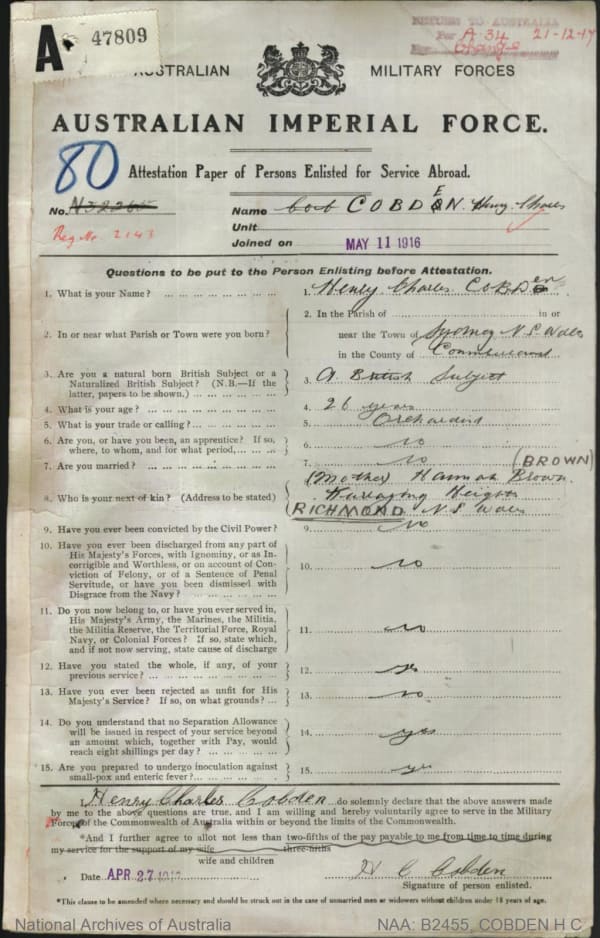 A 47809
RETURN TO AUSTRALIA
Per A 34 21-12-17
For Change
AUSTRALIAN MILITARY FORCES
AUSTRALIAN IMPERIAL FORCE.
80
Attestation Paper of Persons Enlisted for Service Abroad.
No. Name COBDEN. Henry Charles
Reg No. 2143 Unit
Joined on MAY 11 1916
Questions to be put to the Person Enlisting before Attestation.
1. What is your Name? ... 1. Henry Charles COBDen
2. In or near what Parish or Town were you born? ... 2. In the Parish of in or
near the Town of Sydney N.S. Wales
in the County of Cumberland
3. Are you a natural born British Subject or a 3. A British Subject
Naturalized British Subject? (N.B.—If the
latter, papers to be shown.) ...
4. What is your age? ... 4. 26 years
5. What is your trade or calling? ... 5. Orchardist
6. Are you, or have you been, an apprentice? If so, 6. no
where, to whom, and for what period, ...
7. Are you married? ... 7. no (BROWN)
(Mother) Hannah Brown.
8. Who is your next of kin? (Address to be stated) Heights
RICHMOND N.S. Wales
9. Have you ever been convicted by the Civil Power? 9. no
10. Have you ever been discharged from any part of
His Majesty's Forces, with Ignominy, or as In-
corrigible and Worthless, or on account of Con-
viction of Felony, or of a Sentence of Penal 10. no
Servitude, or have you been dismissed with
Disgrace from the Navy? ...
11. Do you now belong to, or have you ever served in,
His Majesty's Army, the Marines, the Militia,
the Militia Reserve, the Territorial Force, Royal 11. no
Navy, or Colonial Forces? If so, state which,
and if not now serving, state cause of discharge
12. Have you stated the whole, if any, of your 12. yes
previous service? ...
13. Have you ever been rejected as unfit for His 13. no
Majesty's Service? If so, on what grounds? ...
14. Do you understand that no Separation Allowance
will be issued in respect of your service beyond 14. yes
an amount which, together with Pay, would
reach eight shillings per day? ...
15. Are you prepared to undergo inoculation against 15. yes
small-pox and enteric fever? ...
I, Henry Charles Cobden do solemnly declare that the above answers made
by me to the above questions are true, and I am willing and hereby voluntarily agree to serve in the Military
Forces of the Commonwealth of Australia within or beyond the limits of the Commonwealth.
*And I further agree to allot not less than two-fifths of the pay payable to me from time to time during
my service for the support of my wife three-fifths
wife and children
Date APR 27 H C Cobden
Signature of person enlisted.
*This clause to be amended where necessary and should be struck out in the case of unmarried men or widowers without children under 18 years of age.
National Archives of Australia NAA: B2455, COBDEN H C